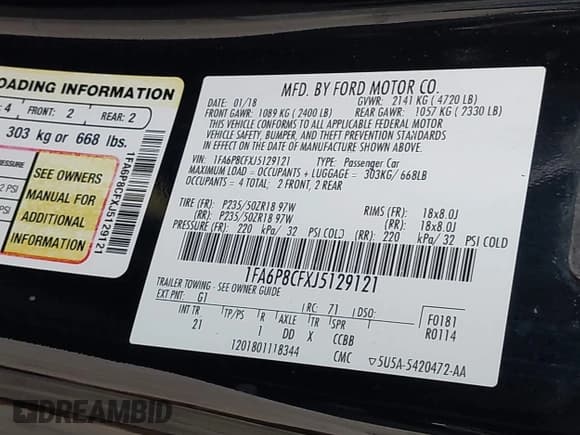 OADING INFORMATION
: 4 FRONT: 2 REAR: 2
303 kg or 668 lbs.
PRESSURE
PSI
PSI
SEE OWNERS
MANUAL FOR
ADDITIONAL
INFORMATION
1FA6P8CFXJ5129121
MFD. BY FORD MOTOR CO.
DATE: 01/18 GVWR: 2141 KG ( 4720 LB)
FRONT GAWR: 1089 KG ( 2400 LB) REAR GAWR: 1057 KG ( 2330 LB)
THIS VEHICLE CONFORMS TO ALL APPLICABLE FEDERAL MOTOR
VEHICLE SAFETY, BUMPER, AND THEFT PREVENTION STANDARDS
IN EFFECT ON THE DATE OF MANUFACTURE SHOWN ABOVE.
VIN: 1FA6P8CFXJ5129121 TYPE: Passenger Car
MAXIMUM LOAD = OCCUPANTS + LUGGAGE = 303KG/ 668LB
OCCUPANTS = 4 TOTAL: 2 FRONT, 2 REAR
TIRE (FR): P235/50ZR18 97W RIMS (FR): 18x8.0J
(RR): P235/50ZR18 97W (RR): 18x8.0J
PRESSURE (FR): 220 kPa/ 32 PSI COLD (RR): 220 kPa/ 32 PSI COLD
1FA6P8CFXJ5129121
TRAILER TOWING - SEE OWNER GUIDE
EXT PNT: G1 RC: 71 DSO: F0181
INT TR TP/PS R AXLE TR SPR R0114
21 1 DD X CCBB
1201801118344 CMC ▽5U5A-5420472-AA
DREAMBID